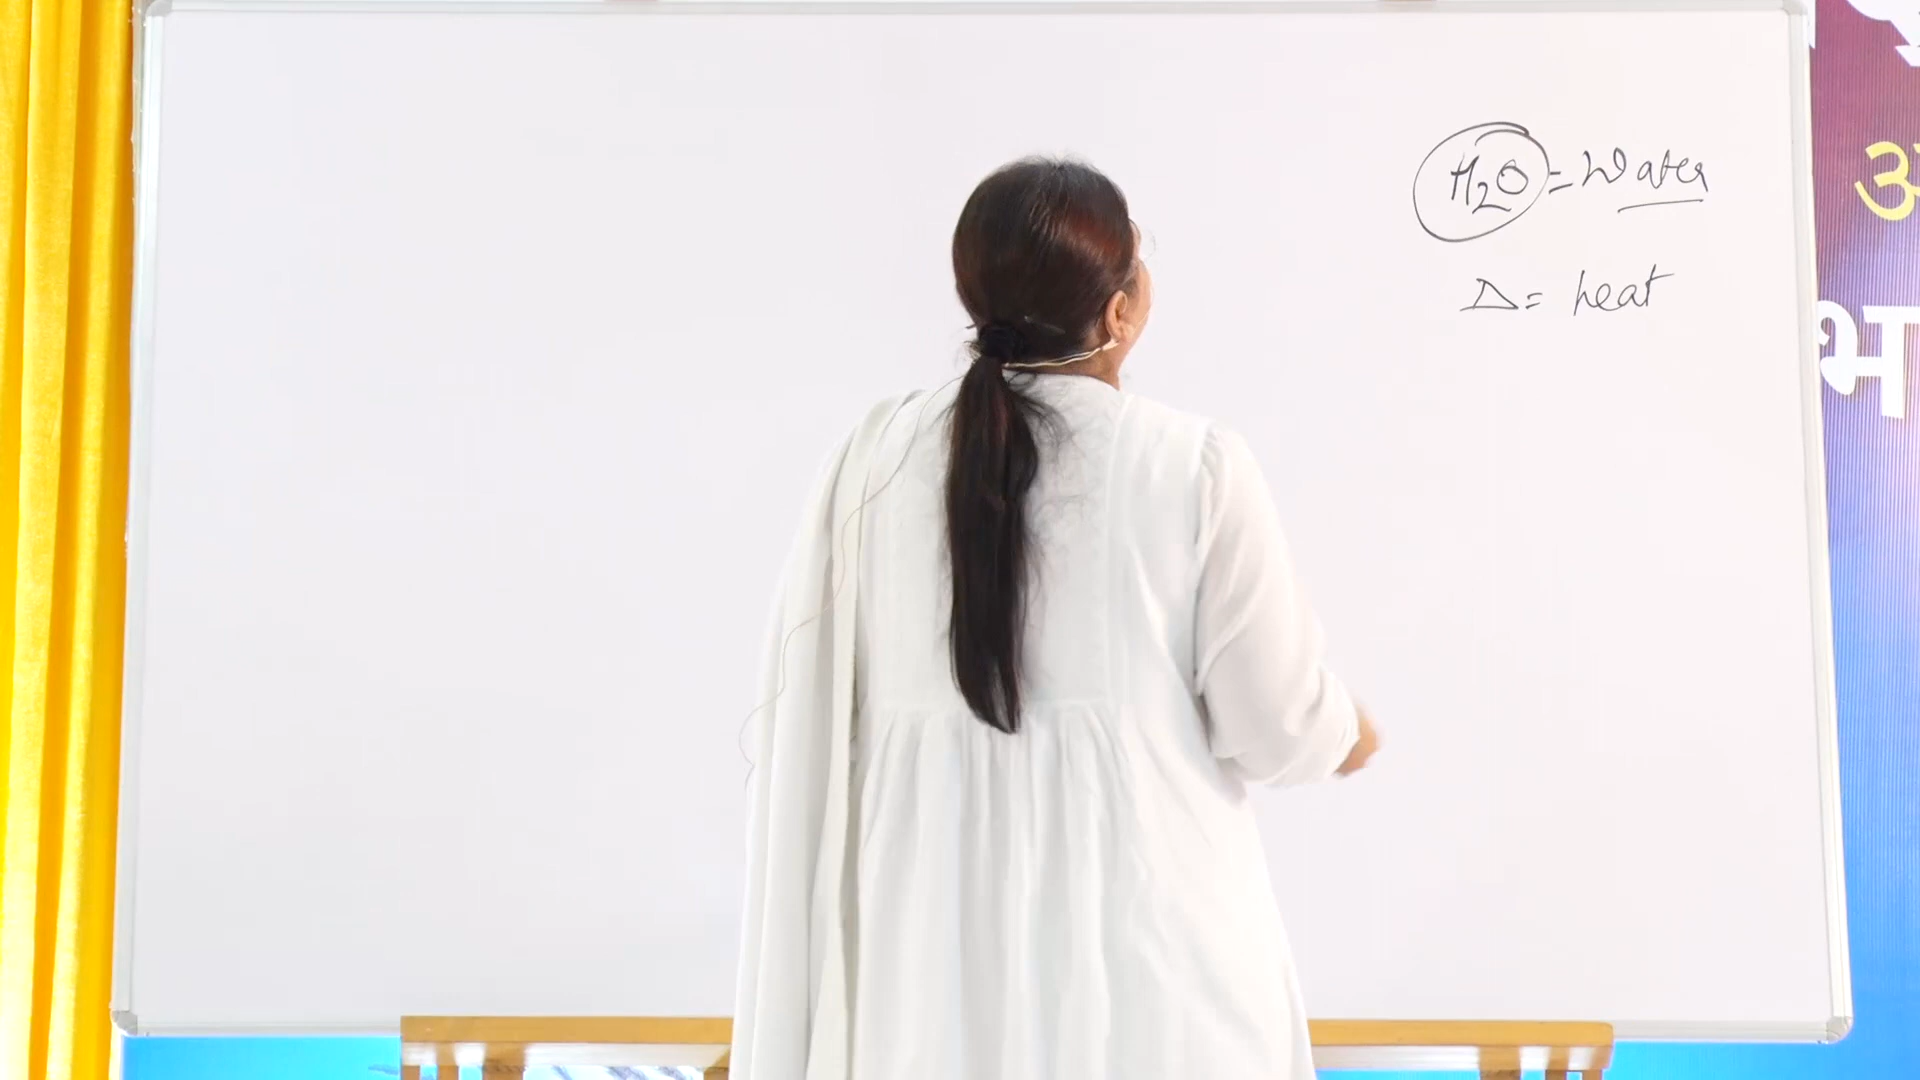 H₂O = Water
Δ = heat
भ